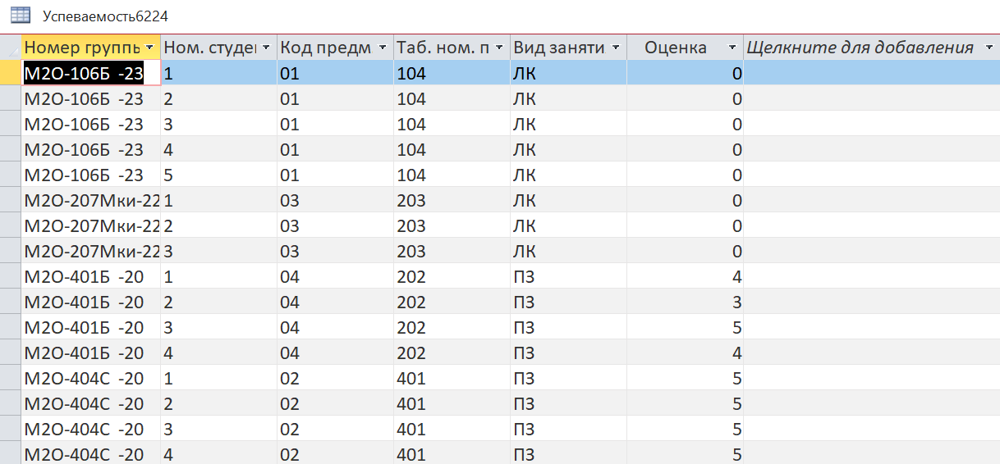 Успеваемость6224
Номер группы Ном. студен Код предм Таб. ном. п Вид заняти Оценка Щелкните для добавления
М2О-106Б -23 1 01 104 ЛК 0
М2О-106Б -23 2 01 104 ЛК 0
М2О-106Б -23 3 01 104 ЛК 0
М2О-106Б -23 4 01 104 ЛК 0
М2О-106Б -23 5 01 104 ЛК 0
М2О-207Мки-22 1 03 203 ЛК 0
М2О-207Мки-22 2 03 203 ЛК 0
М2О-207Мки-22 3 03 203 ЛК 0
М2О-401Б -20 1 04 202 ПЗ 4
М2О-401Б -20 2 04 202 ПЗ 3
М2О-401Б -20 3 04 202 ПЗ 5
М2О-401Б -20 4 04 202 ПЗ 4
М2О-404С -20 1 02 401 ПЗ 5
М2О-404С -20 2 02 401 ПЗ 5
М2О-404С -20 3 02 401 ПЗ 5
М2О-404С -20 4 02 401 ПЗ 5